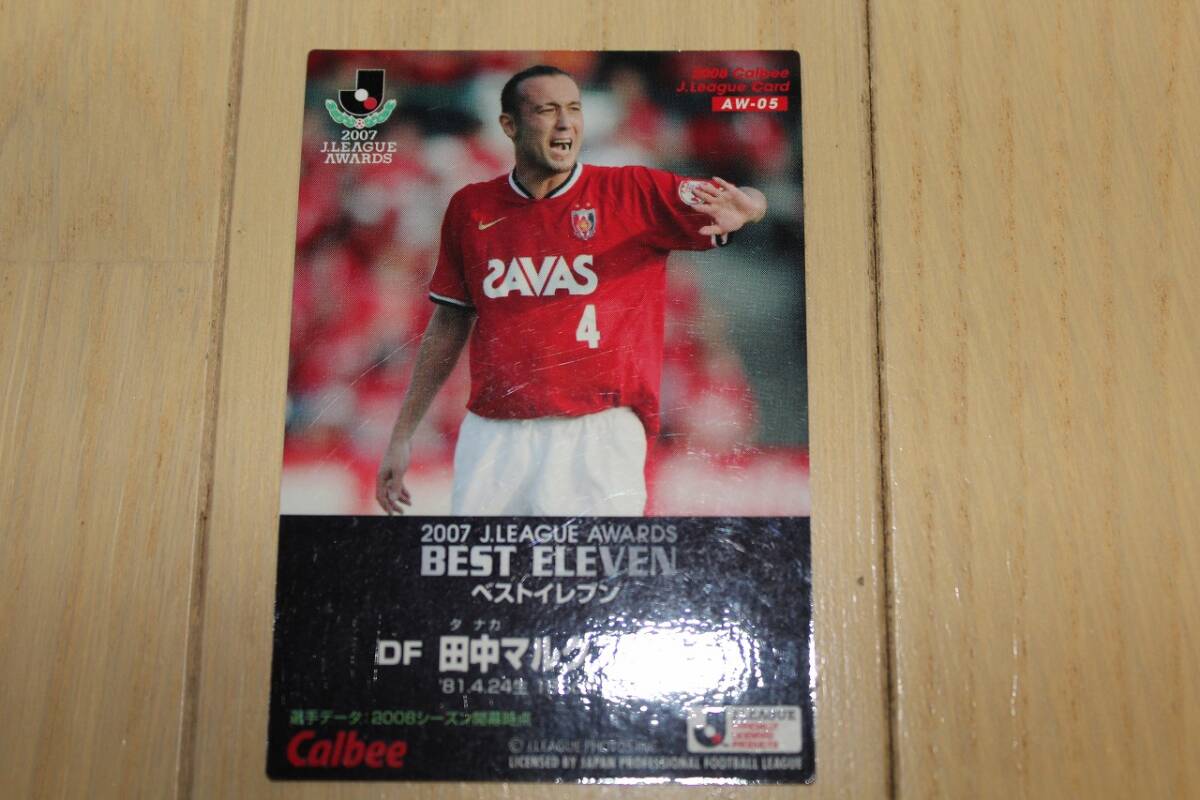 2007
J.LEAGUE
AWARDS
2008 Calbee
J.League Card
AW-05
SAVAS
4
2007 J.LEAGUE AWARDS
BEST ELEVEN
ベストイレブン
タナカ
DF 田中マルク
'81.4.24生
選手データ:2008シーズン開幕時点
Calbee
J.LEAGUE
OFFICIALLY
LICENSED
PRODUCTS
© J.LEAGUE PHOTOS INC.
LICENSED BY JAPAN PROFESSIONAL FOOTBALL LEAGUE